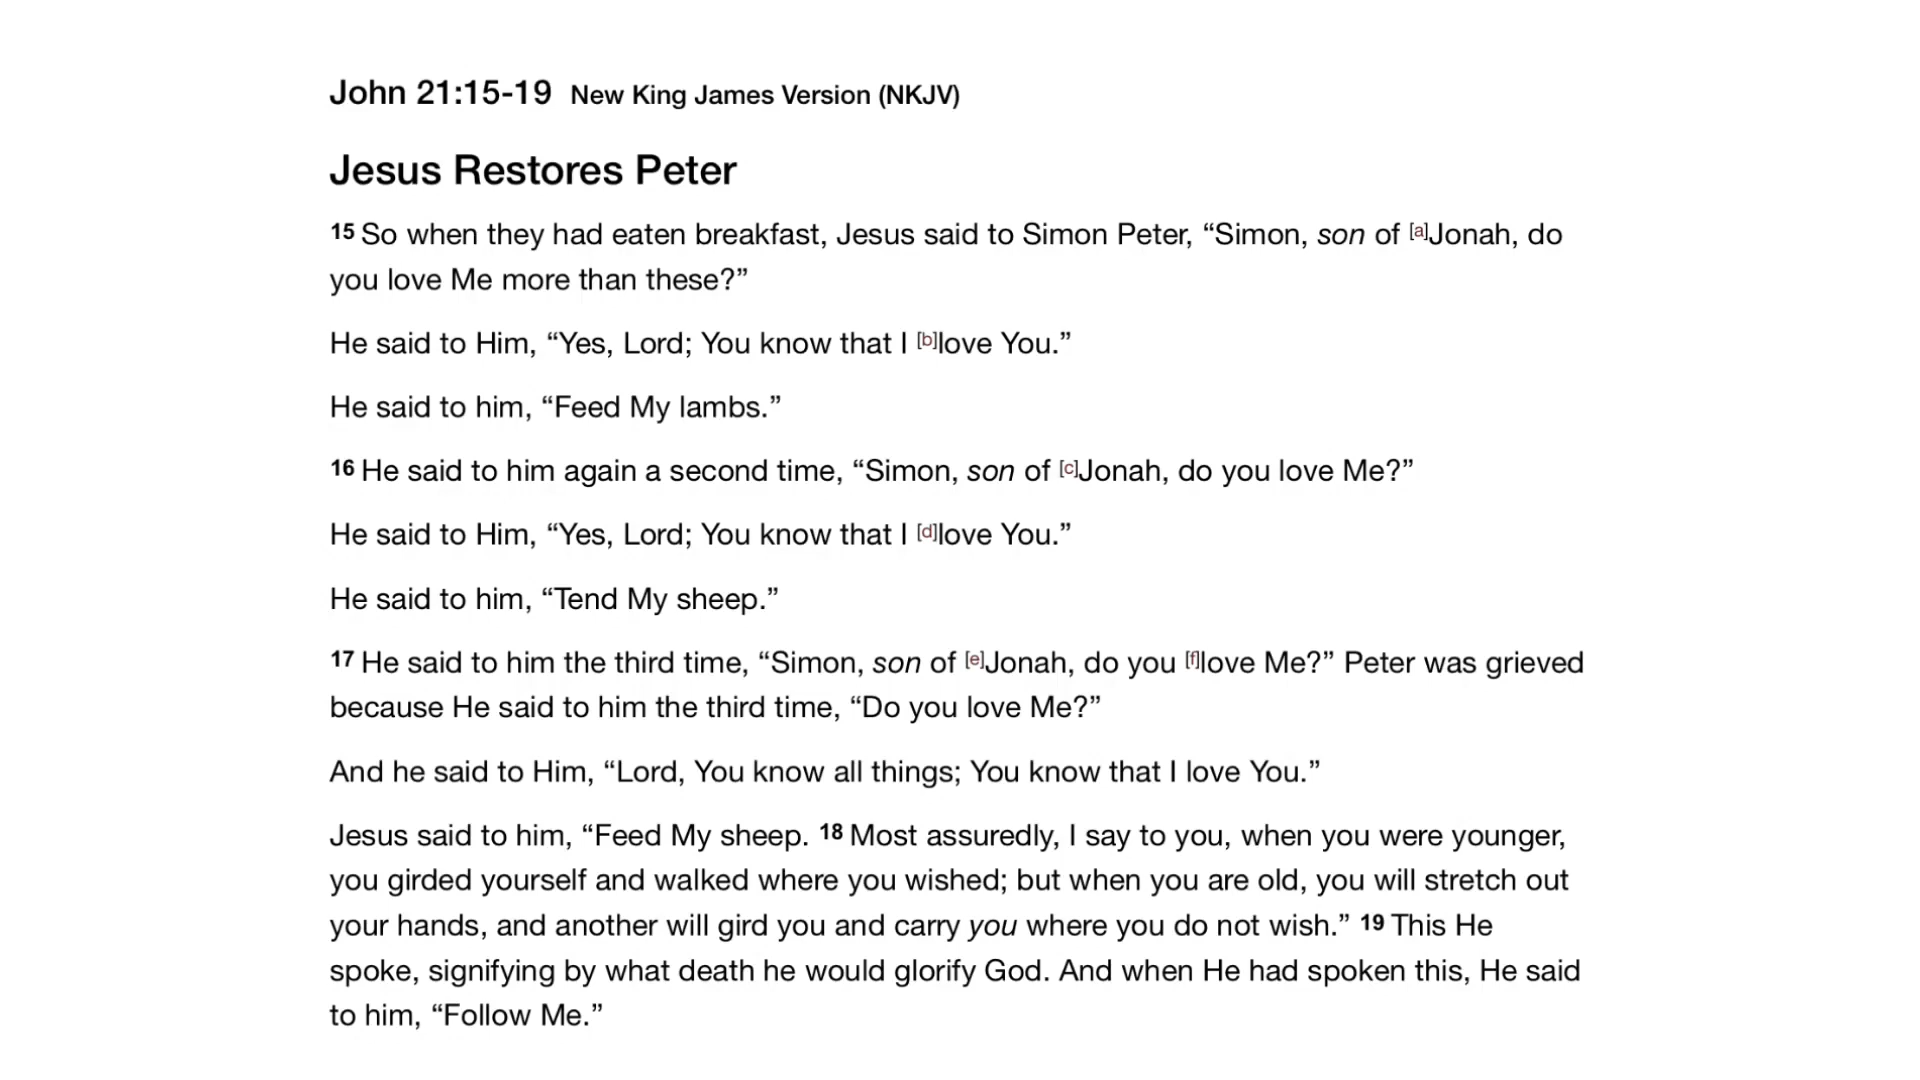 John 21:15-19 New King James Version (NKJV)
Jesus Restores Peter
15 So when they had eaten breakfast, Jesus said to Simon Peter, “Simon, son of [a]Jonah, do
you love Me more than these?”
He said to Him, “Yes, Lord; You know that I [b]love You.”
He said to him, “Feed My lambs.”
16 He said to him again a second time, “Simon, son of [c]Jonah, do you love Me?”
He said to Him, “Yes, Lord; You know that I [d]love You.”
He said to him, “Tend My sheep.”
17 He said to him the third time, “Simon, son of [e]Jonah, do you [f]love Me?” Peter was grieved
because He said to him the third time, “Do you love Me?”
And he said to Him, “Lord, You know all things; You know that I love You.”
Jesus said to him, “Feed My sheep. 18 Most assuredly, I say to you, when you were younger,
you girded yourself and walked where you wished; but when you are old, you will stretch out
your hands, and another will gird you and carry you where you do not wish.” 19 This He
spoke, signifying by what death he would glorify God. And when He had spoken this, He said
to him, “Follow Me.”